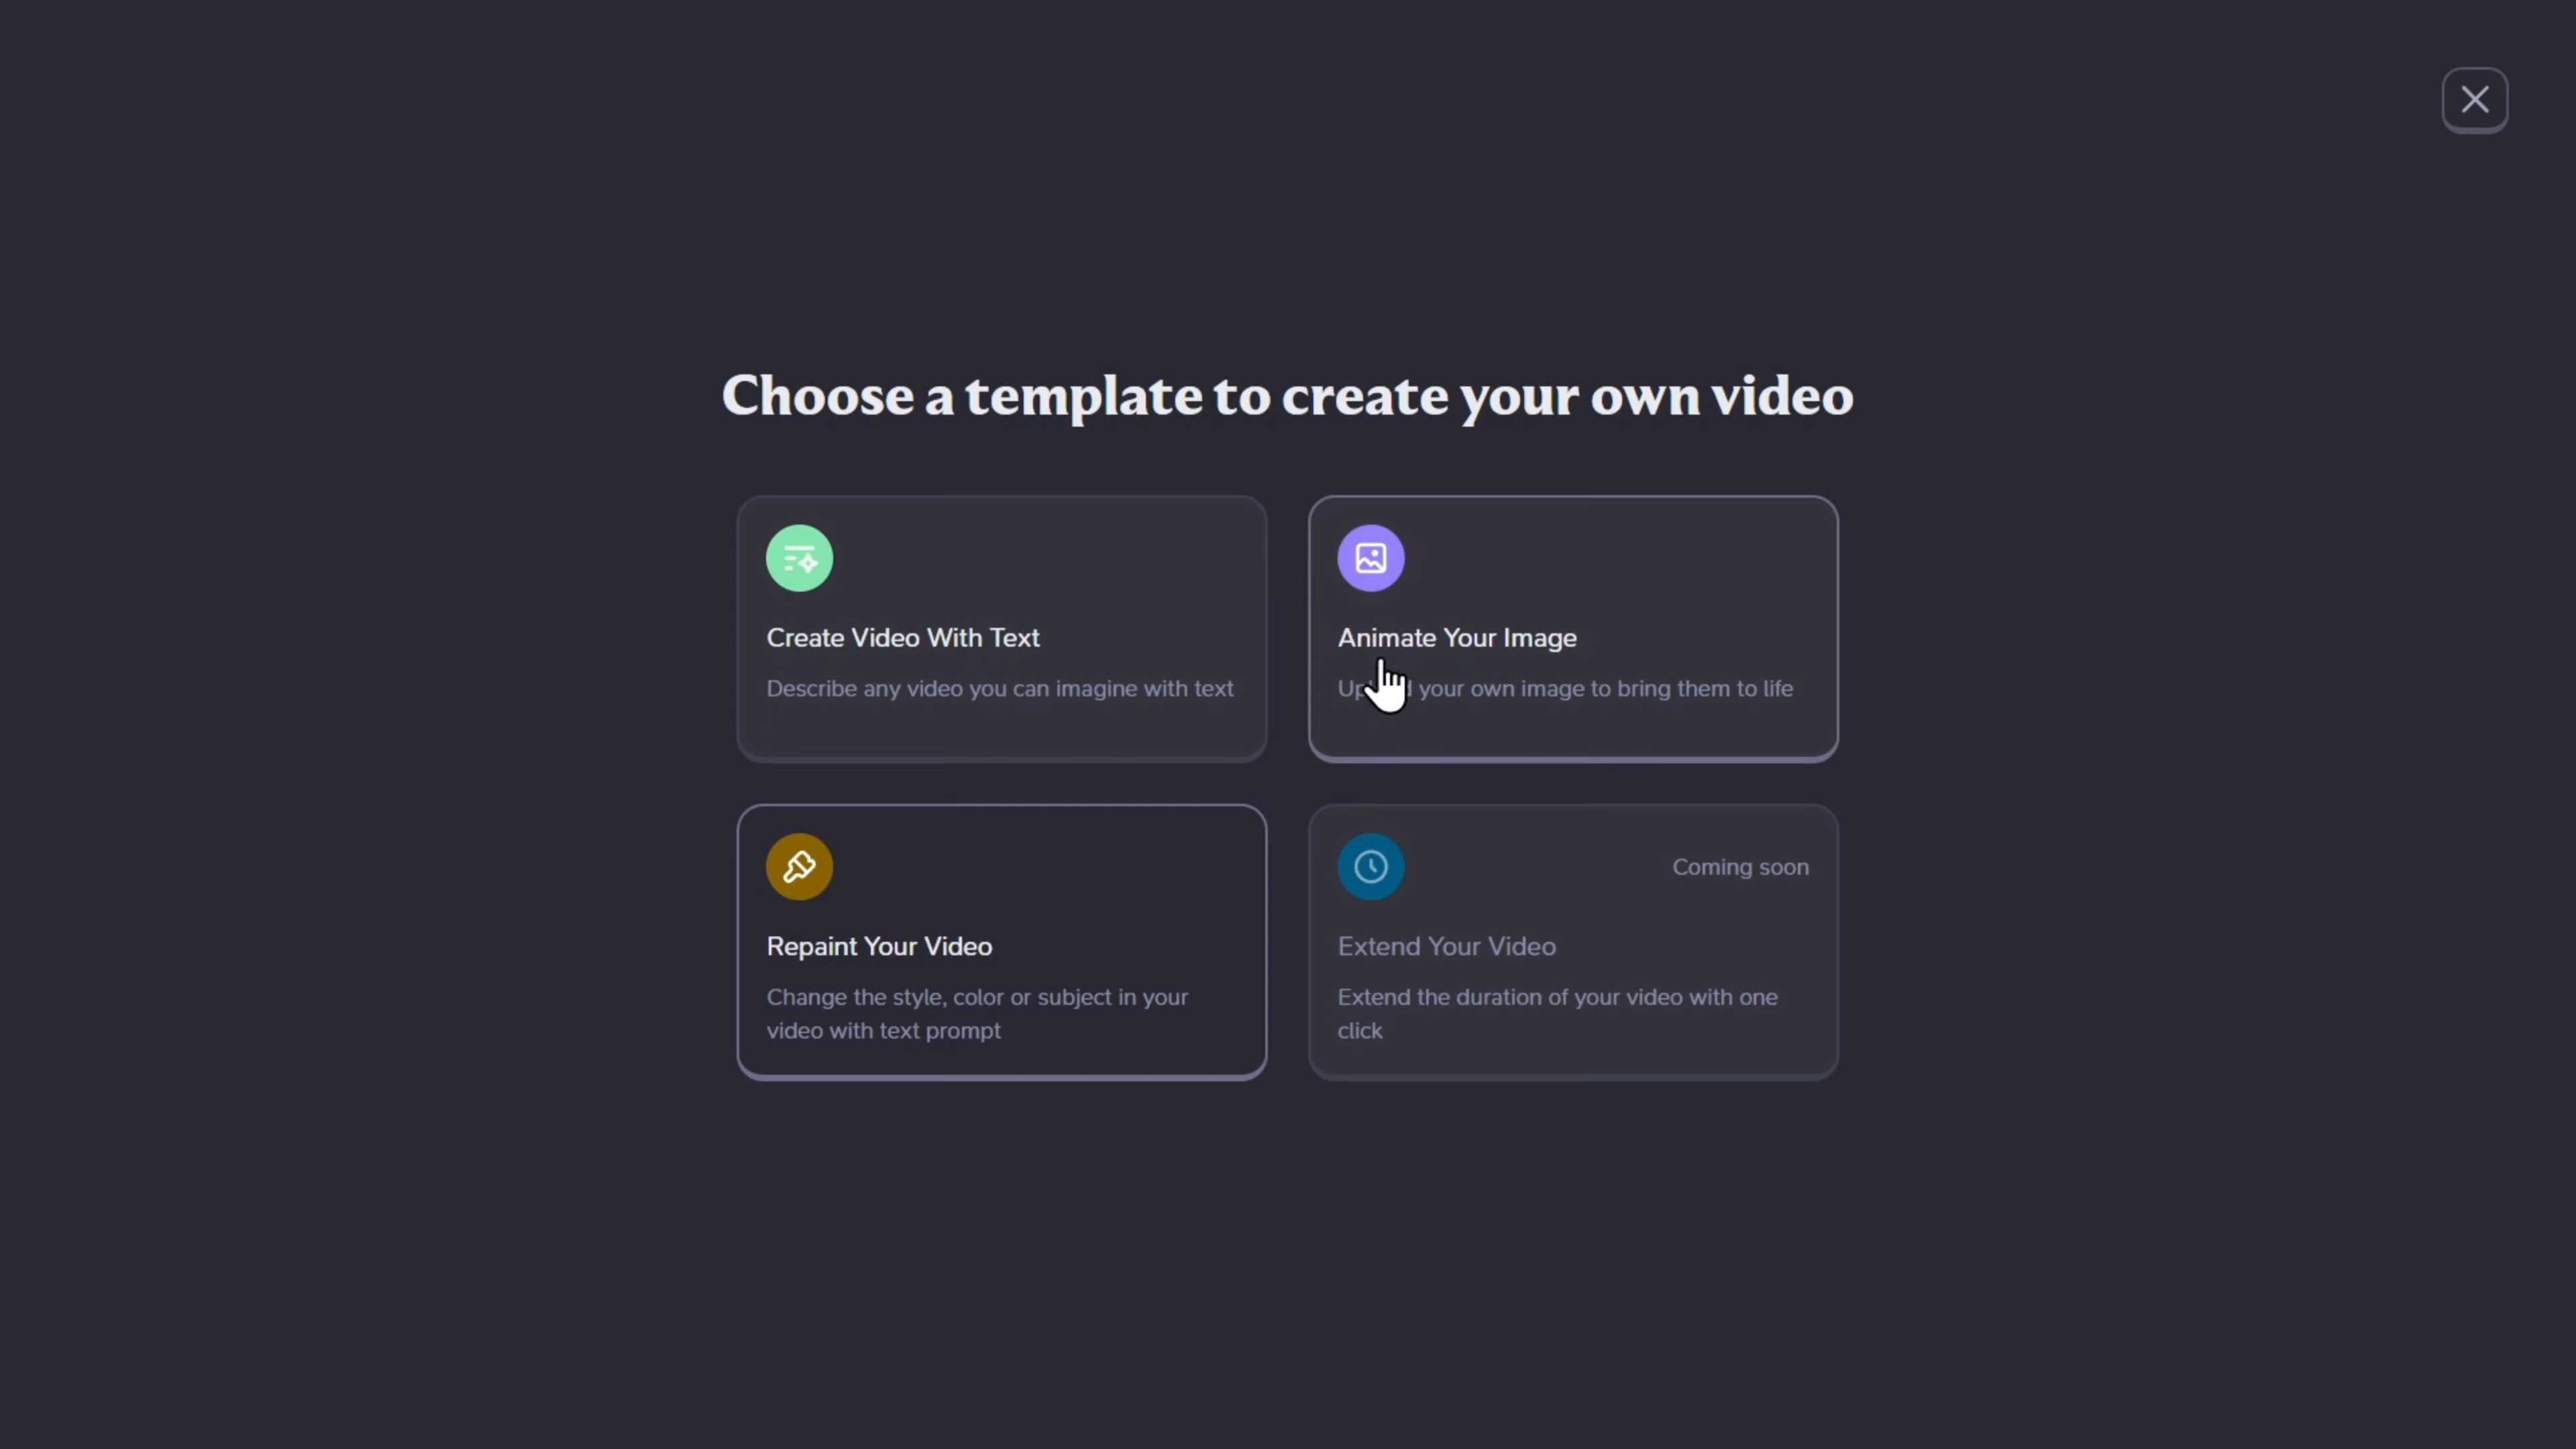 Choose a template to create your own video
Create Video With Text
Describe any video you can imagine with text
Animate Your Image
your own image to bring them to life
Repaint Your Video
Change the style, color or subject in your
video with text prompt
Coming soon
Extend Your Video
Extend the duration of your video with one
click